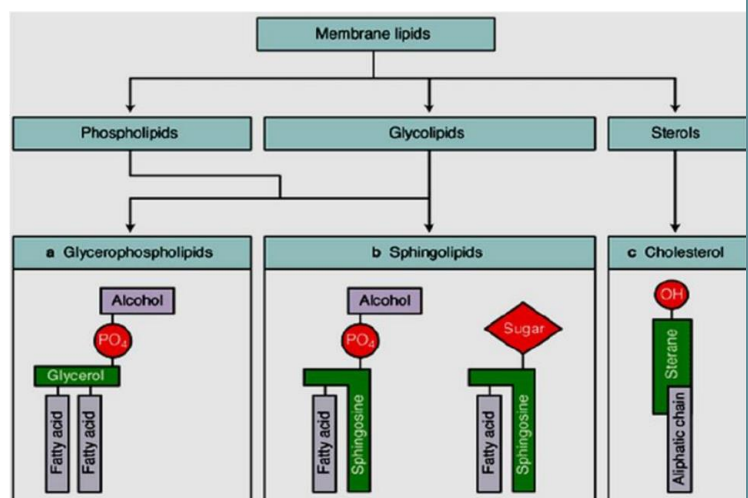 Membrane lipids
Phospholipids
Glycolipids
Sterols
a Glycerophospholipids
b Sphingolipids
c Cholesterol
Alcohol
PO₄
Glycerol
Fatty acid
Fatty acid
Alcohol
PO₄
Fatty acid
Sphingosine
Sugar
Fatty acid
Sphingosine
OH
Sterane
Aliphatic chain